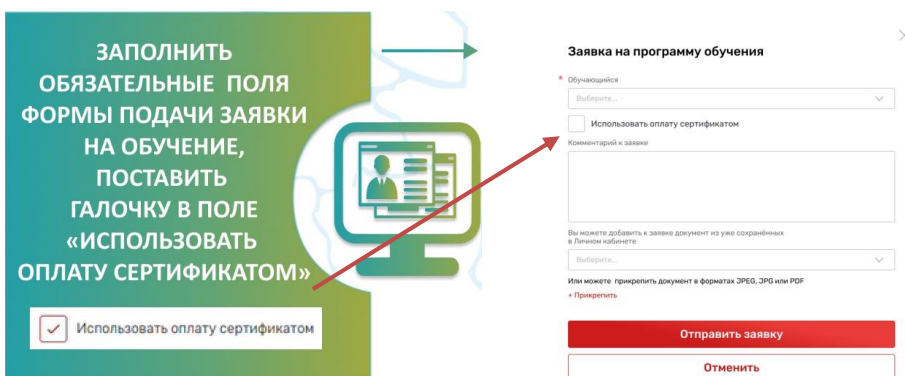 ЗАПОЛНИТЬ
ОБЯЗАТЕЛЬНЫЕ ПОЛЯ
ФОРМЫ ПОДАЧИ ЗАЯВКИ
НА ОБУЧЕНИЕ,
ПОСТАВИТЬ
ГАЛОЧКУ В ПОЛЕ
«ИСПОЛЬЗОВАТЬ
ОПЛАТУ СЕРТИФИКАТОМ»
Использовать оплату сертификатом
Заявка на программу обучения
* Обучающийся
Выберите...
Использовать оплату сертификатом
Комментарий к заявке
Вы можете добавить к заявке документ из уже сохранённых
в Личном кабинете
Выберите...
Или можете прикрепить документ в форматах JPEG, JPG или PDF
+ Прикрепить
Отправить заявку
Отменить